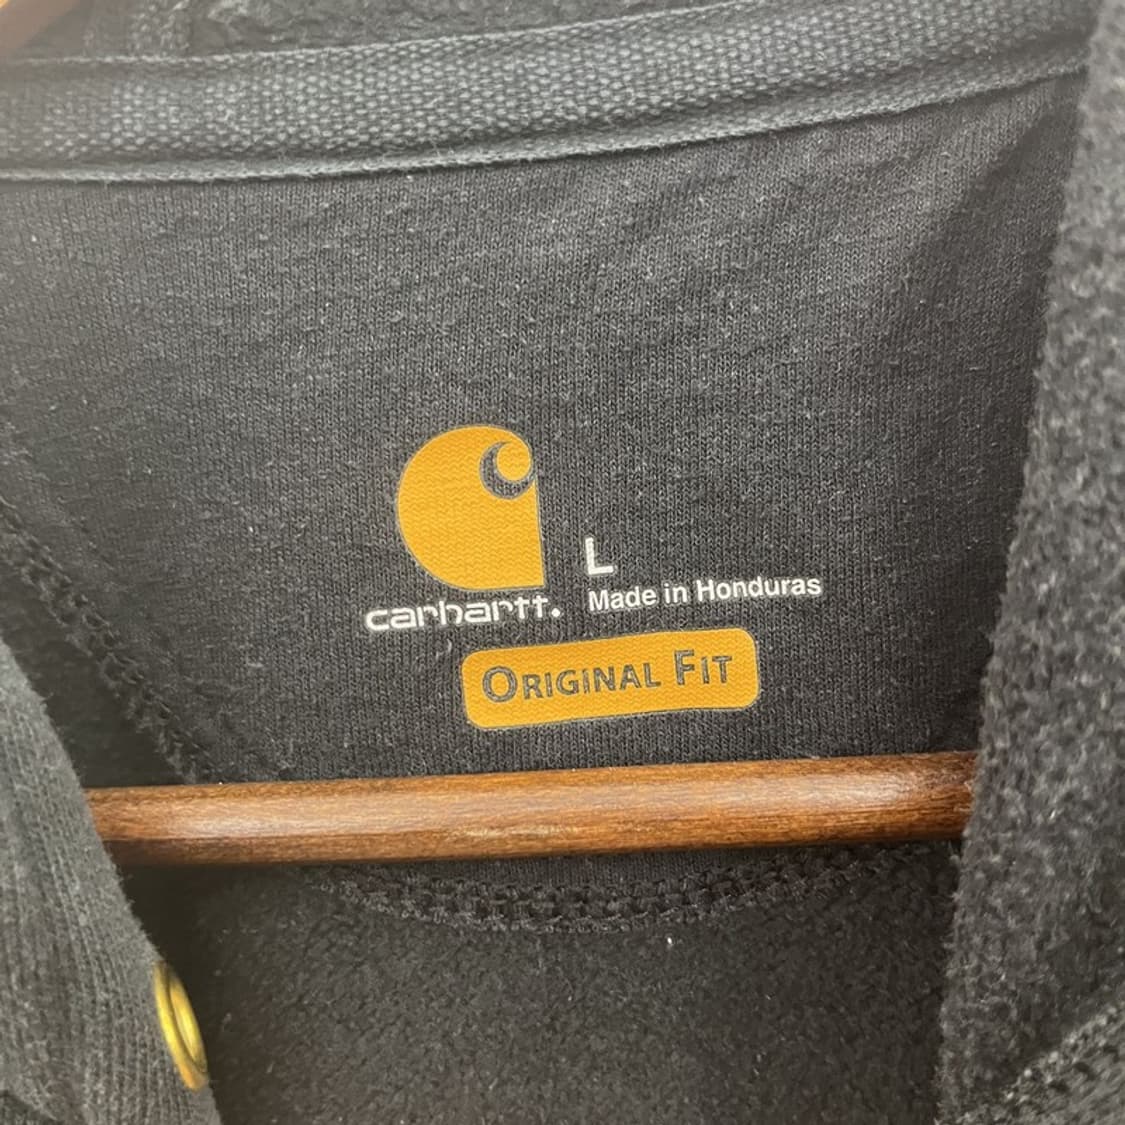 L
carhartt.
Made in Honduras
ORIGINAL FIT